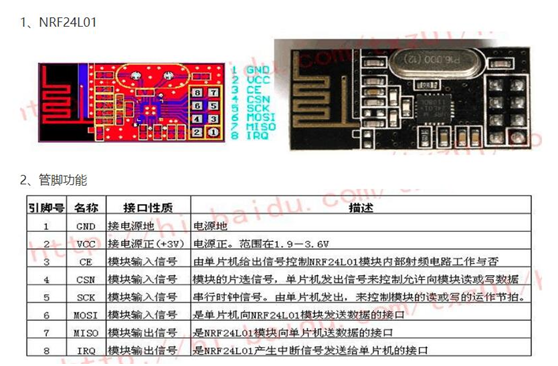 1、NRF24L01
1 GND
2 VCC
3 CE
4 CSN
5 SCK
6 MOSI
7 MISO
8 IRQ
8 7
6 5
4 3
2 1
2、管脚功能
引脚号 名称 接口性质 描述
1 GND 接电源地 电源地
2 VCC 接电源正(+3V) 电源正。范围在1.9-3.6V
3 CE 模块输入信号 由单片机给出信号控制NRF24L01模块内部射频电路工作与否
4 CSN 模块输入信号 模块的片选信号，单片机发出信号来控制允许向模块读或写数据
5 SCK 模块输入信号 串行时钟信号。由单片机发出，来控制模块的读或写的运作节拍。
6 MOSI 模块输入信号 是单片机向NRF24L01模块发送数据的接口
7 MISO 模块输出信号 是NRF24L01模块向单片机发送数据的接口
8 IRQ 模块输出信号 是NRF24L01产生中断信号发送给单片机的接口